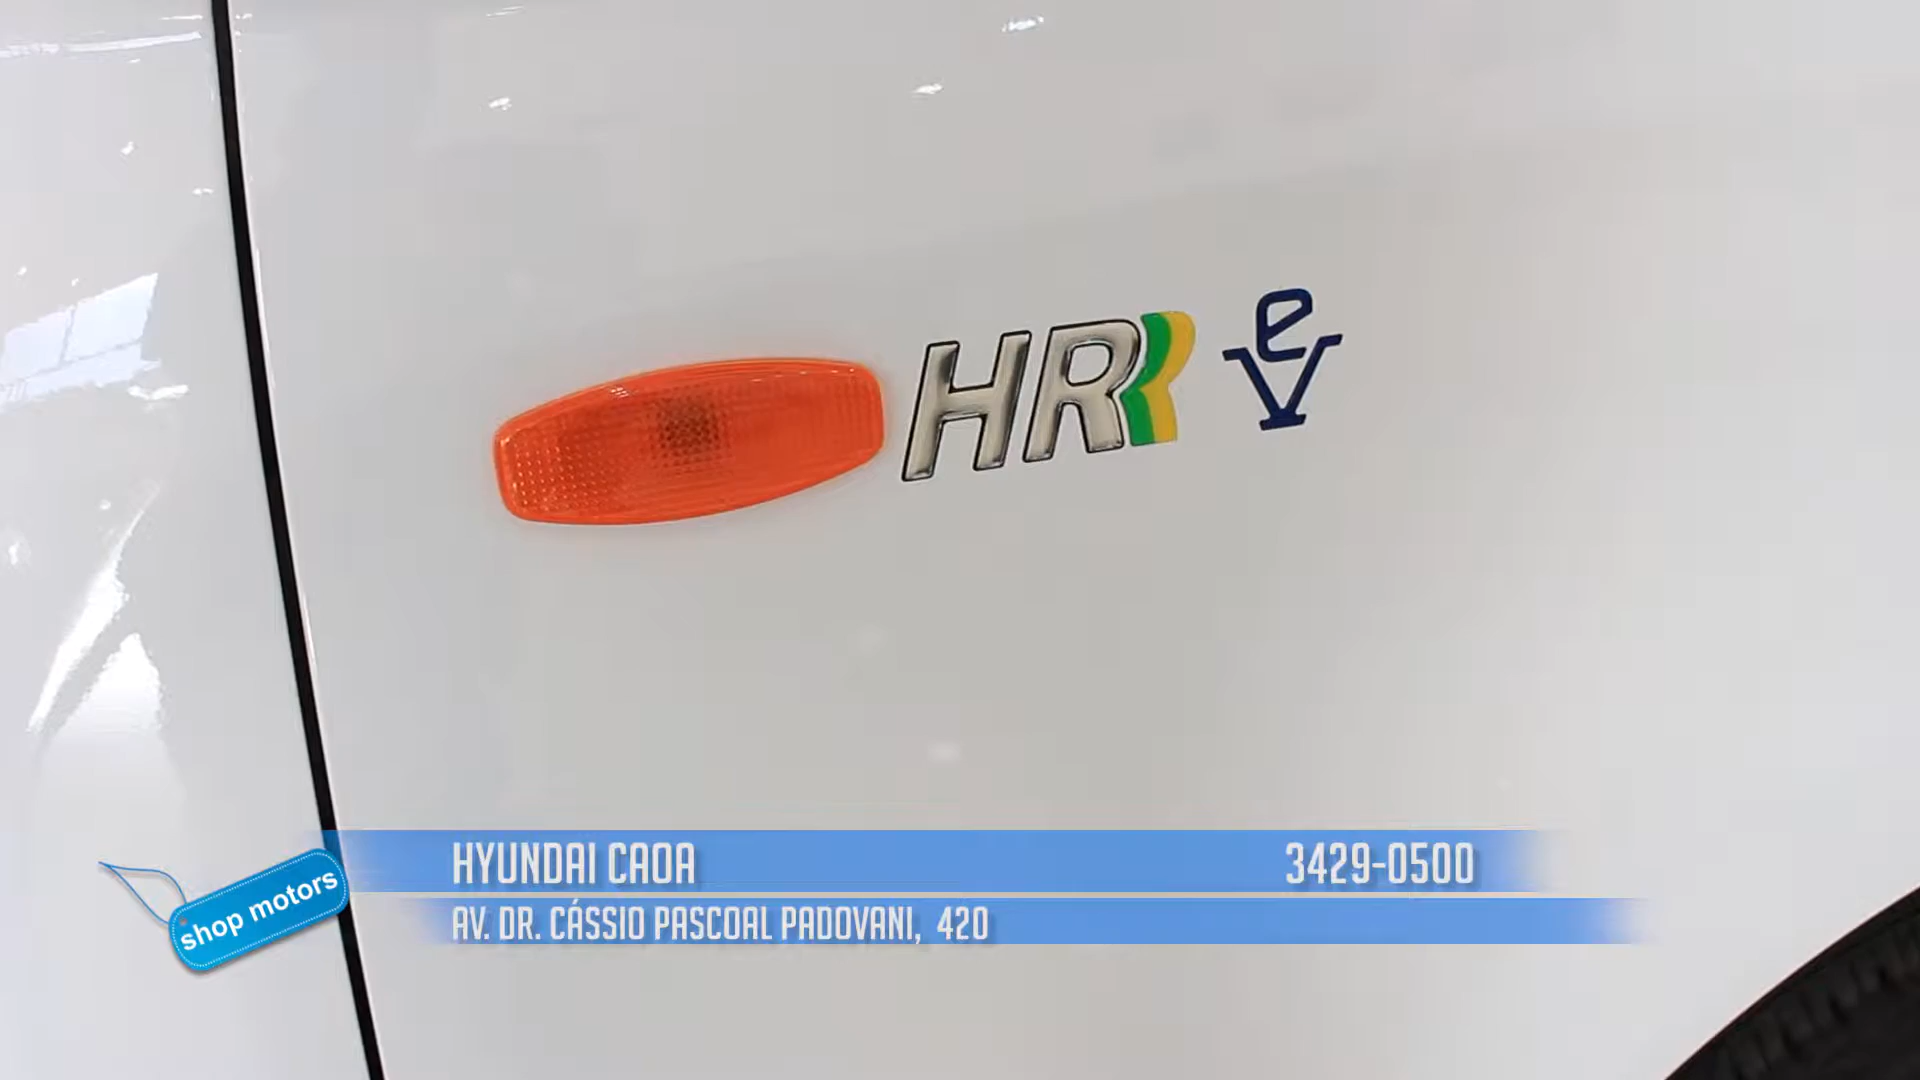 HR
ev
HYUNDAI CAOA
3429-0500
shop motors
AV. DR. CÁSSIO PASCOAL PADOVANI, 420